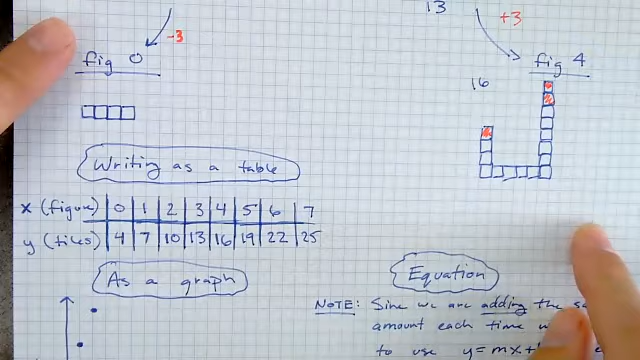 13
-3
+3
fig 0
fig 4
16
Writing as a table
x (figure) 0 1 2 3 4 5 6 7
y (tiles) 4 7 10 13 16 19 22 25
As a graph
Equation
NOTE: Sine we are adding the
amount each time
to use y=mx+